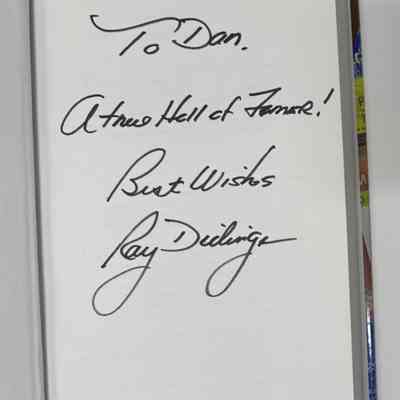 To Dan.
A true Hall of Famer!
Best Wishes
Ray Didinger